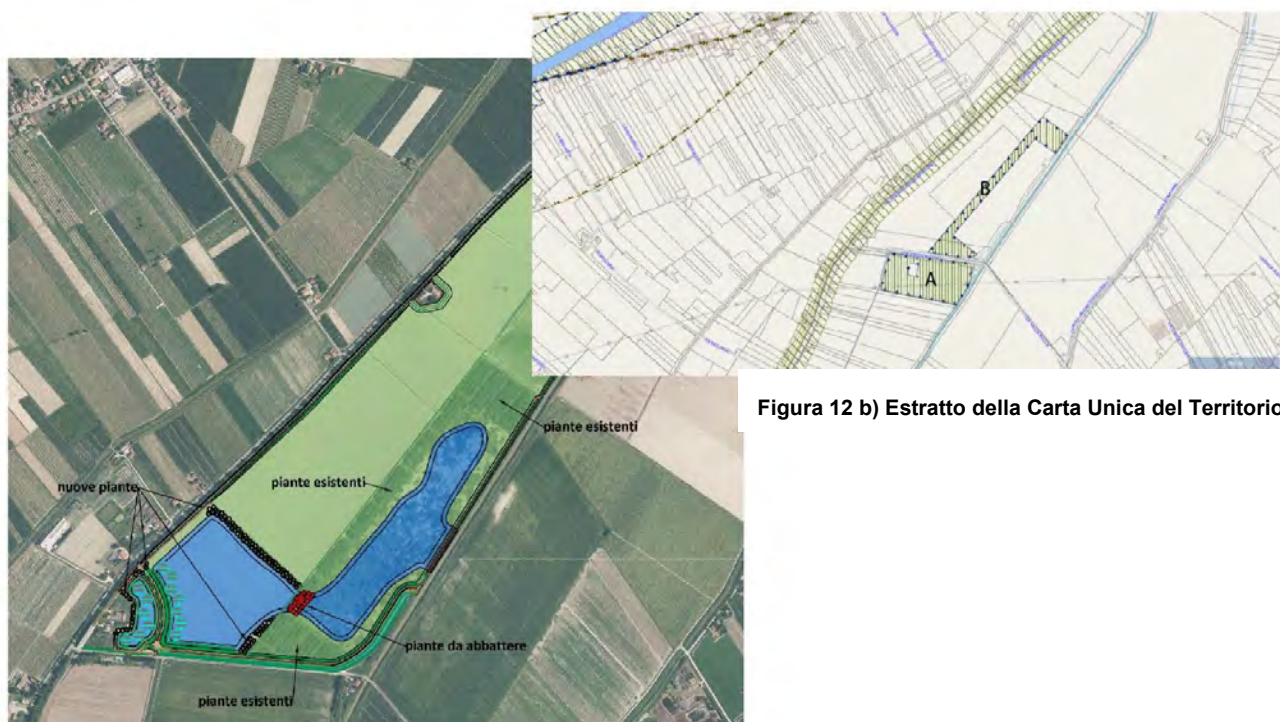 B
A
Figura 12 b) Estratto della Carta Unica del Territorio
piante esistenti
piante esistenti
nuove piante
piante da abbattere
piante esistenti